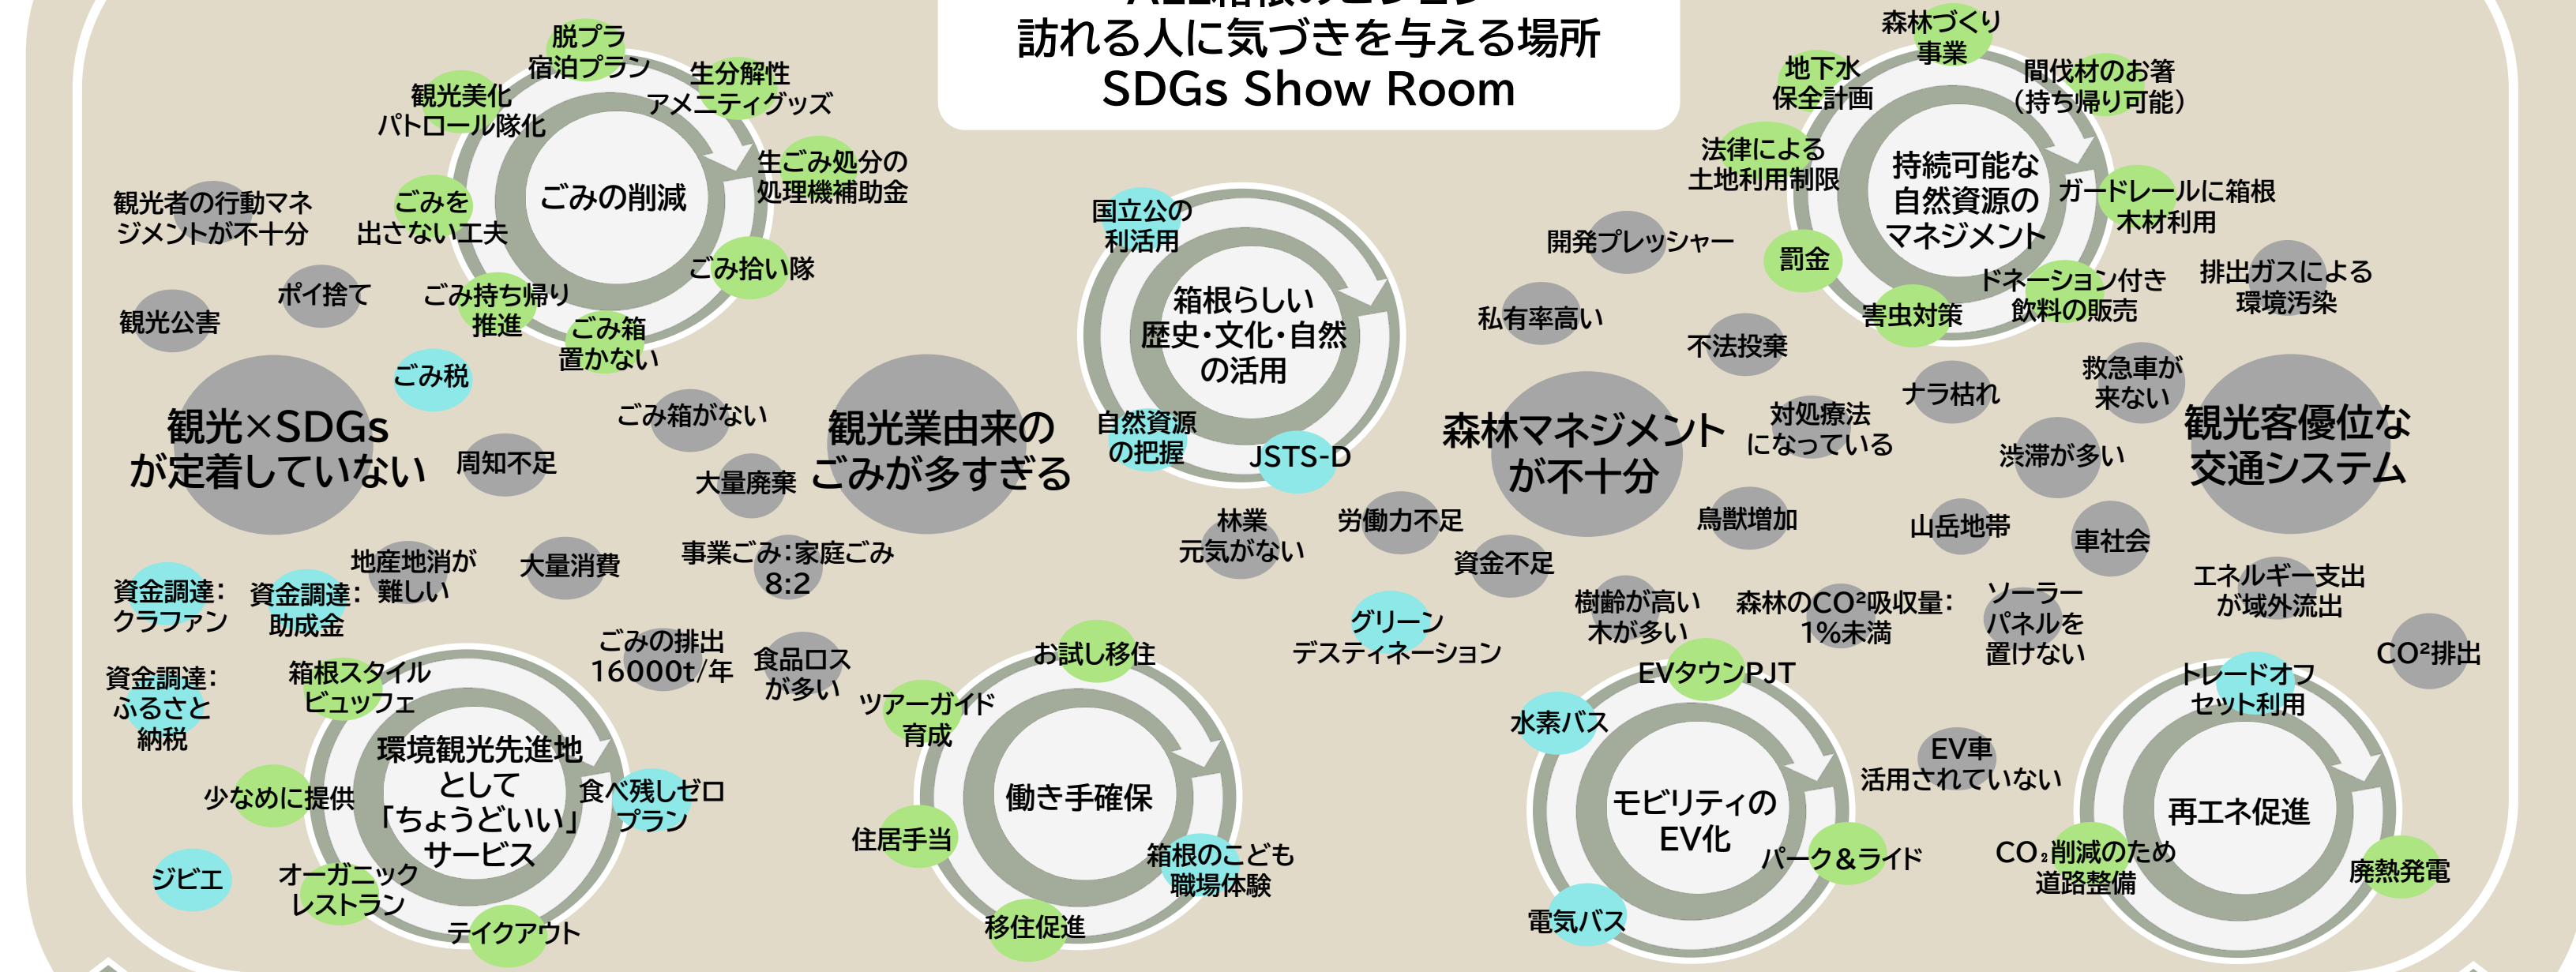 訪れる人に気づきを与える場所
SDGs Show Room
脱プラ
宿泊プラン
生分解性
アメニティグッズ
観光美化
パトロール隊化
生ごみ処分の
処理機補助金
ごみの削減
ごみを
出さない工夫
ごみ拾い隊
ごみ持ち帰り
推進
ごみ箱
置かない
観光者の行動マネ
ジメントが不十分
ポイ捨て
観光公害
ごみ税
観光×SDGs
が定着していない
周知不足
ごみ箱がない
大量廃棄
観光業由来の
ごみが多すぎる
地産地消が
難しい
大量消費
事業ごみ：家庭ごみ
8:2
資金調達：
クラファン
資金調達：
助成金
資金調達：
ふるさと
納税
ごみの排出
16000t/年
食品ロス
が多い
国立公の
利活用
箱根らしい
歴史・文化・自然
の活用
自然資源
の把握
JSTS-D
森林づくり
事業
地下水
保全計画
間伐材のお箸
（持ち帰り可能）
法律による
土地利用制限
持続可能な
自然資源の
マネジメント
ガードレールに箱根
木材利用
罰金
ドネーション付き
飲料の販売
害虫対策
開発プレッシャー
私有率高い
不法投棄
排出ガスによる
環境汚染
森林マネジメント
が不十分
対処療法
になっている
ナラ枯れ
救急車が
来ない
渋滞が多い
観光客優位な
交通システム
林業
元気がない
労働力不足
資金不足
鳥獣増加
山岳地帯
車社会
グリーン
デスティネーション
樹齢が高い
木が多い
森林のCO²吸収量：
1%未満
ソーラー
パネルを
置けない
エネルギー支出
が域外流出
CO²排出
箱根スタイル
ビュッフェ
環境観光先進地
として
「ちょうどいい」
サービス
少なめに提供
食べ残しゼロ
プラン
ジビエ
オーガニック
レストラン
テイクアウト
お試し移住
ツアーガイド
育成
働き手確保
住居手当
箱根のこども
職場体験
移住促進
EVタウンPJT
水素バス
モビリティの
EV化
パーク＆ライド
電気バス
EV車
活用されていない
トレードオフ
セット利用
再エネ促進
CO₂削減のため
道路整備
廃熱発電